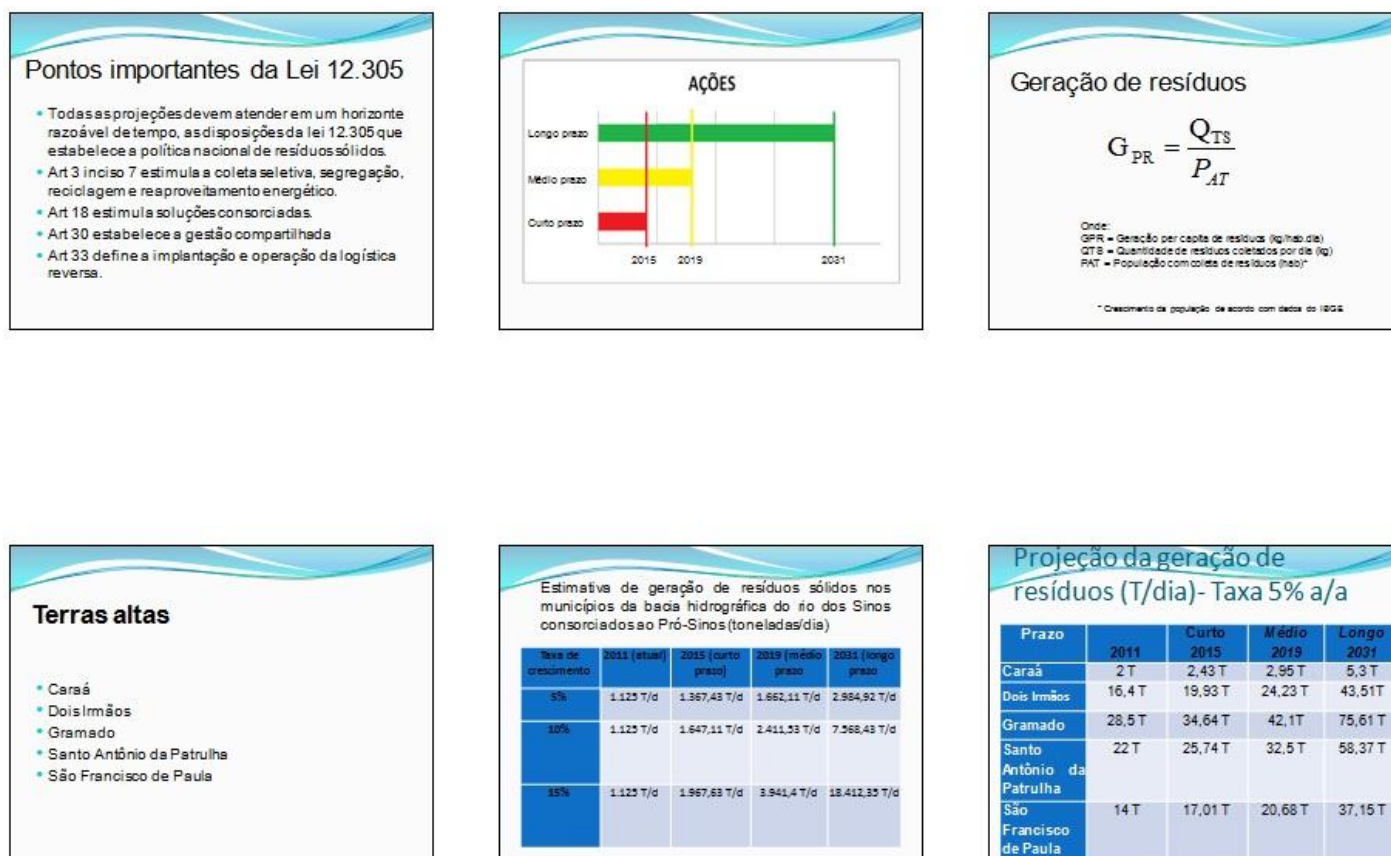 Pontos importantes da Lei 12.305
• Todas as projeções devem atender em um horizonte
razoável de tempo, as disposições da lei 12.305 que
estabelece a política nacional de resíduos sólidos.
• Art 3 inciso 7 estimula a coleta seletiva, segregação,
reciclagem e reaproveitamento energético.
• Art 18 estimula soluções consorciadas.
• Art 30 estabelece a gestão compartilhada
• Art 33 define a implantação e operação da logística
reversa.
AÇÕES
Longo prazo
Médio prazo
Curto prazo
2015 2019 2031
Geração de resíduos
G PR = Q TS / P AT
Onde:
GPR = Geração per capita de resíduos (kg/hab.dia)
QTS = Quantidade de resíduos coletados por dia (kg)
PAT = População com coleta de resíduos (hab)*
* Crescimento da população de acordo com dados do IBGE
Terras altas
• Caraá
• Dois Irmãos
• Gramado
• Santo Antônio da Patrulha
• São Francisco de Paula
Estimativa de geração de resíduos sólidos nos
municípios da bacia hidrográfica do rio dos Sinos
consorciados ao Pró-Sinos (toneladas/dia)
Taxa de crescimento 2011 (atual) 2015 (curto prazo) 2019 (médio prazo 2031 (longo prazo
5% 1.125 T/d 1.367,43 T/d 1.662,11 T/d 2.984,92 T/d
10% 1.125 T/d 1.647,11 T/d 2.411,53 T/d 7.568,43 T/d
15% 1.125 T/d 1.967,63 T/d 3.941,4 T/d 18.412,35 T/d
Projeção da geração de
resíduos (T/dia)- Taxa 5% a/a
Prazo 2011 Curto 2015 Médio 2019 Longo 2031
Caraá 2 T 2,43 T 2,95 T 5,3 T
Dois Irmãos 16,4 T 19,93 T 24,23 T 43,51T
Gramado 28,5 T 34,64 T 42,1T 75,61 T
Santo Antônio da Patrulha 22 T 25,74 T 32,5 T 58,37 T
São Francisco de Paula 14 T 17,01 T 20,68 T 37,15 T